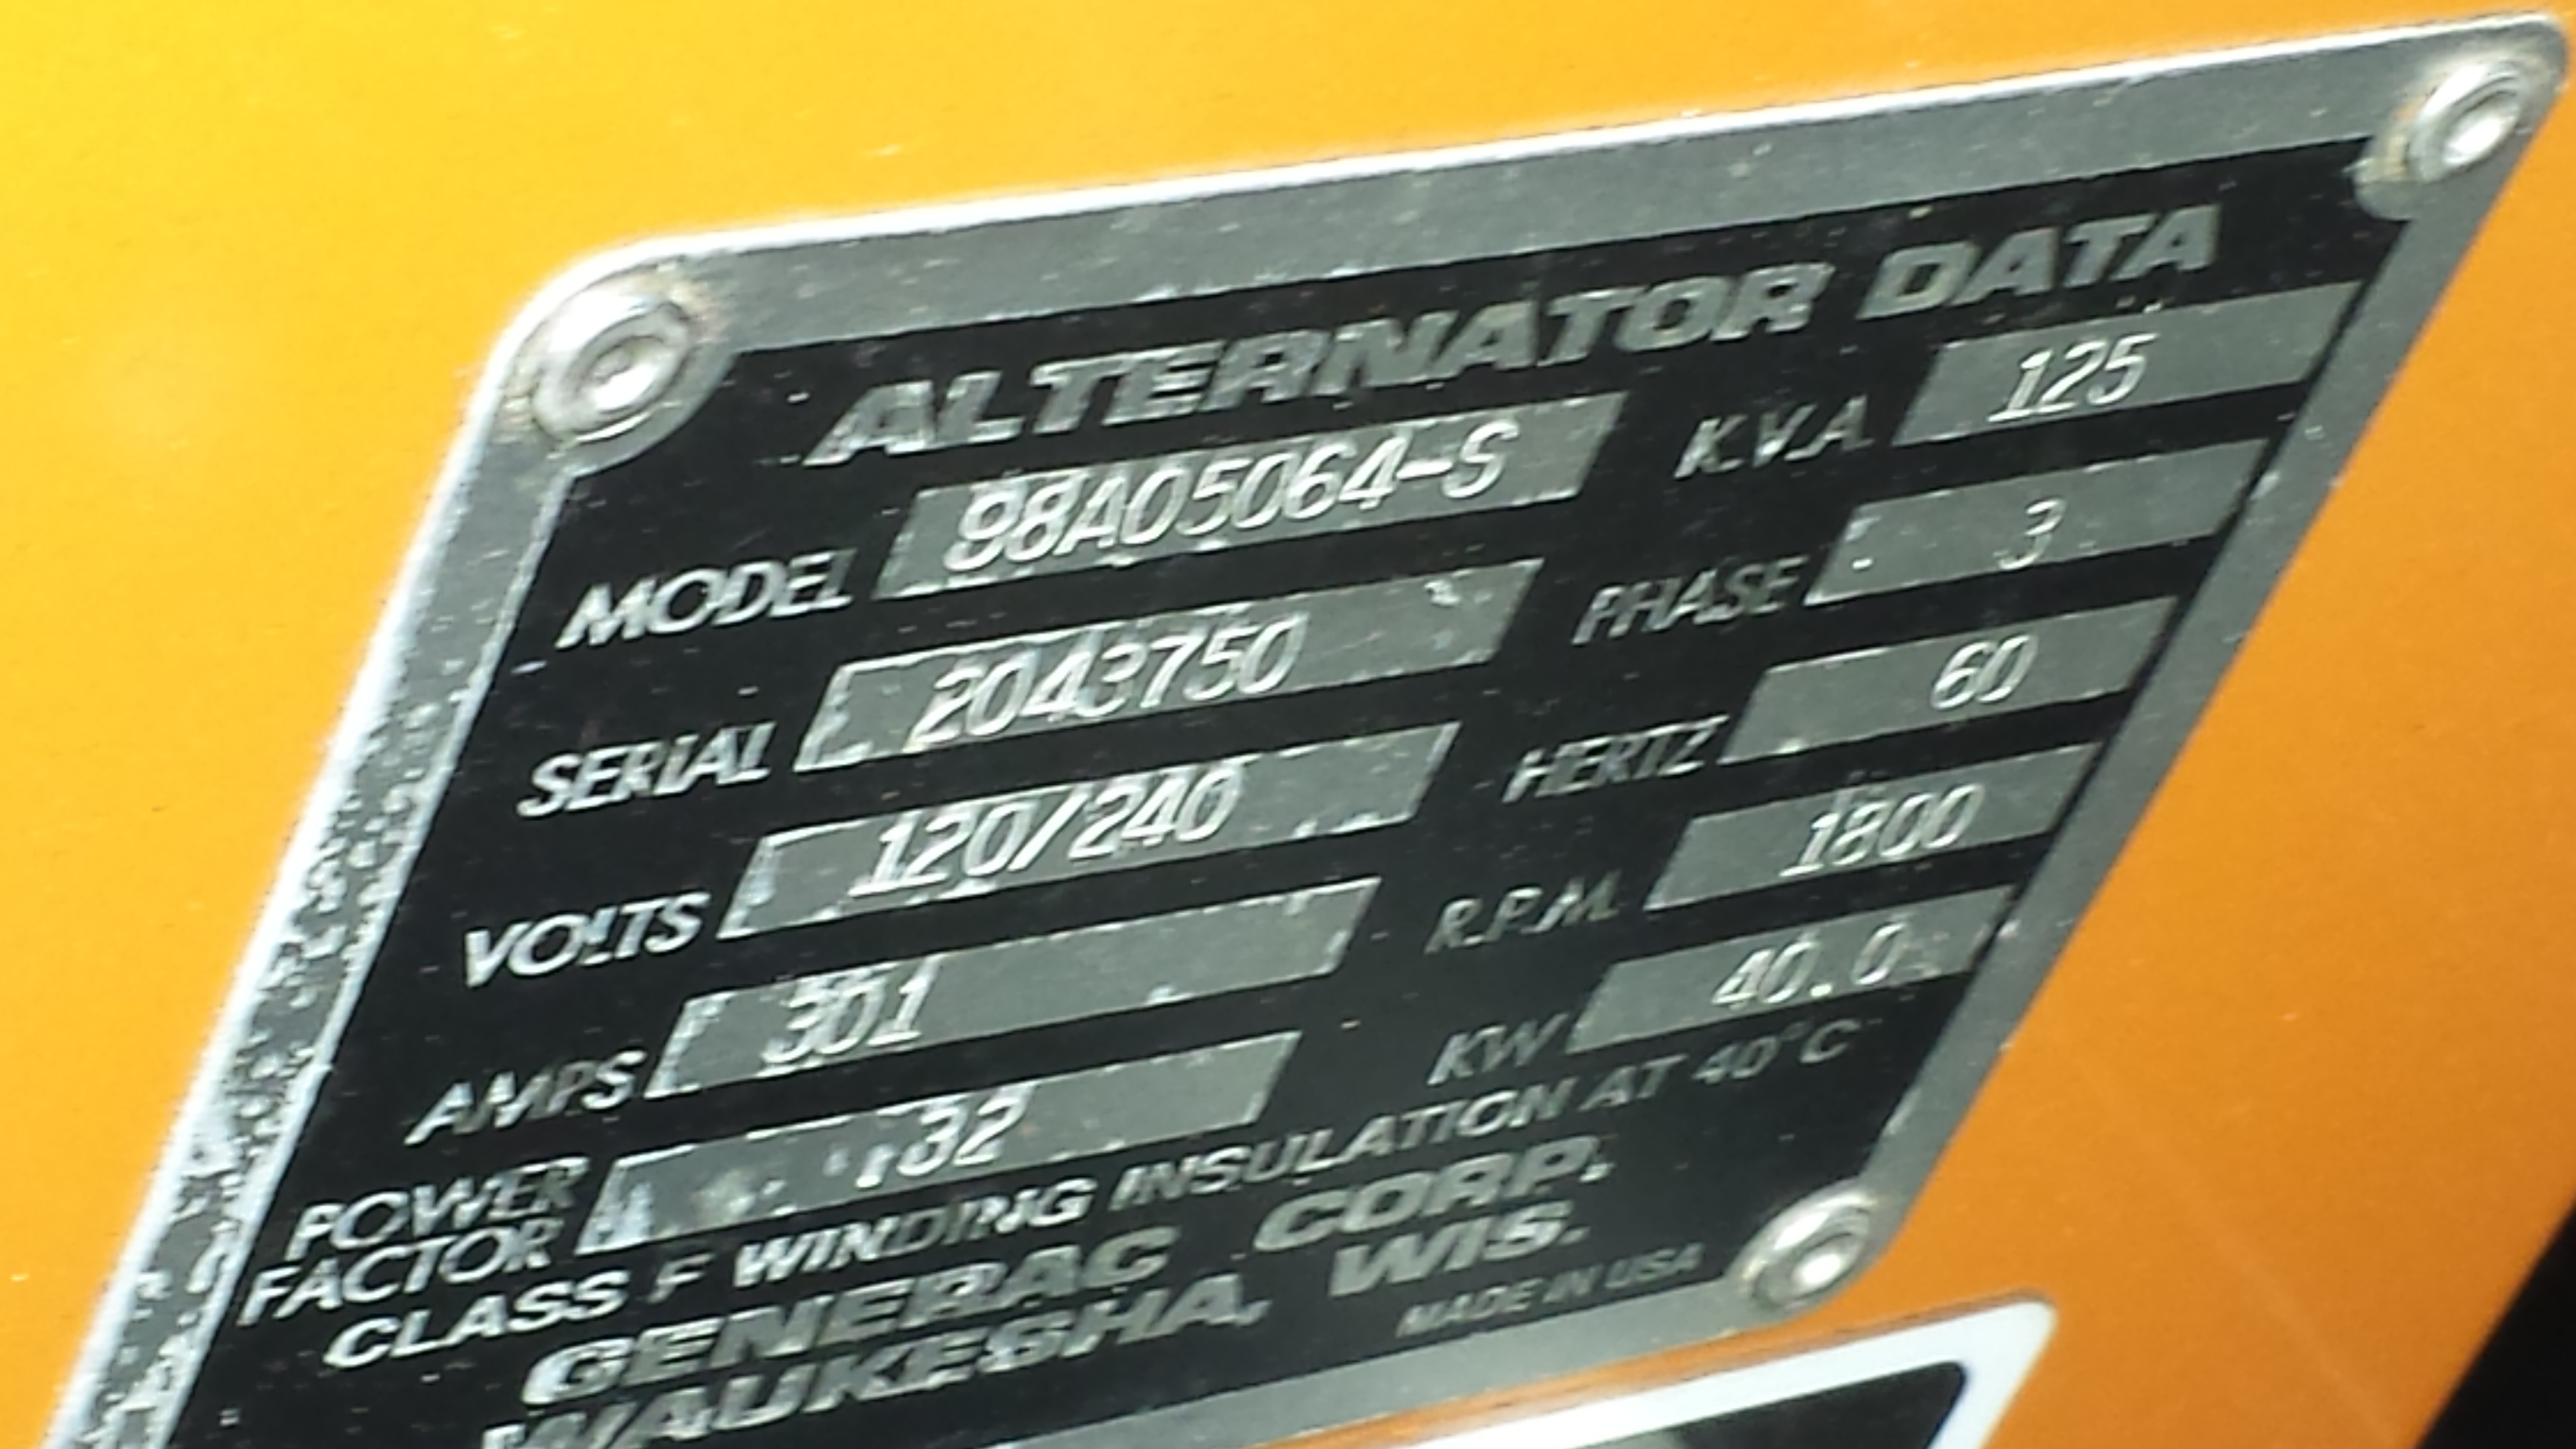 ALTERNATOR DATA
MODEL 98A05064-S K.V.A. 125
SERIAL 2043750 PHASE 3
VOLTS 120/240 HERTZ 60
AMPS 301 R.P.M. 1800
POWER FACTOR .32 KW 40.0
CLASS F WINDING INSULATION AT 40°C
GENERAC CORP.
WAUKESHA, WIS.
MADE IN USA